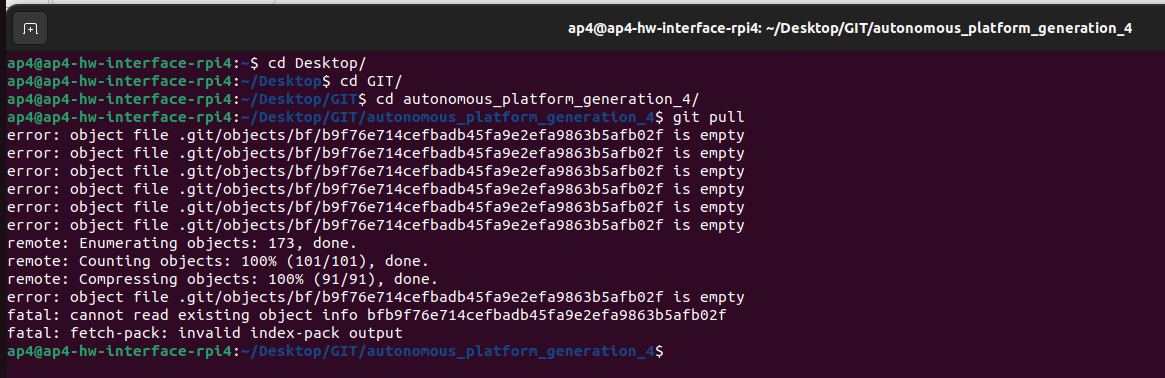 ap4@ap4-hw-interface-rpi4: ~/Desktop/GIT/autonomous_platform_generation_4
ap4@ap4-hw-interface-rpi4:~$ cd Desktop/
ap4@ap4-hw-interface-rpi4:~/Desktop$ cd GIT/
ap4@ap4-hw-interface-rpi4:~/Desktop/GIT$ cd autonomous_platform_generation_4/
ap4@ap4-hw-interface-rpi4:~/Desktop/GIT/autonomous_platform_generation_4$ git pull
error: object file .git/objects/bf/b9f76e714cefbadb45fa9e2efa9863b5afb02f is empty
error: object file .git/objects/bf/b9f76e714cefbadb45fa9e2efa9863b5afb02f is empty
error: object file .git/objects/bf/b9f76e714cefbadb45fa9e2efa9863b5afb02f is empty
error: object file .git/objects/bf/b9f76e714cefbadb45fa9e2efa9863b5afb02f is empty
error: object file .git/objects/bf/b9f76e714cefbadb45fa9e2efa9863b5afb02f is empty
error: object file .git/objects/bf/b9f76e714cefbadb45fa9e2efa9863b5afb02f is empty
remote: Enumerating objects: 173, done.
remote: Counting objects: 100% (101/101), done.
remote: Compressing objects: 100% (91/91), done.
error: object file .git/objects/bf/b9f76e714cefbadb45fa9e2efa9863b5afb02f is empty
fatal: cannot read existing object info bfb9f76e714cefbadb45fa9e2efa9863b5afb02f
fatal: fetch-pack: invalid index-pack output
ap4@ap4-hw-interface-rpi4:~/Desktop/GIT/autonomous_platform_generation_4$